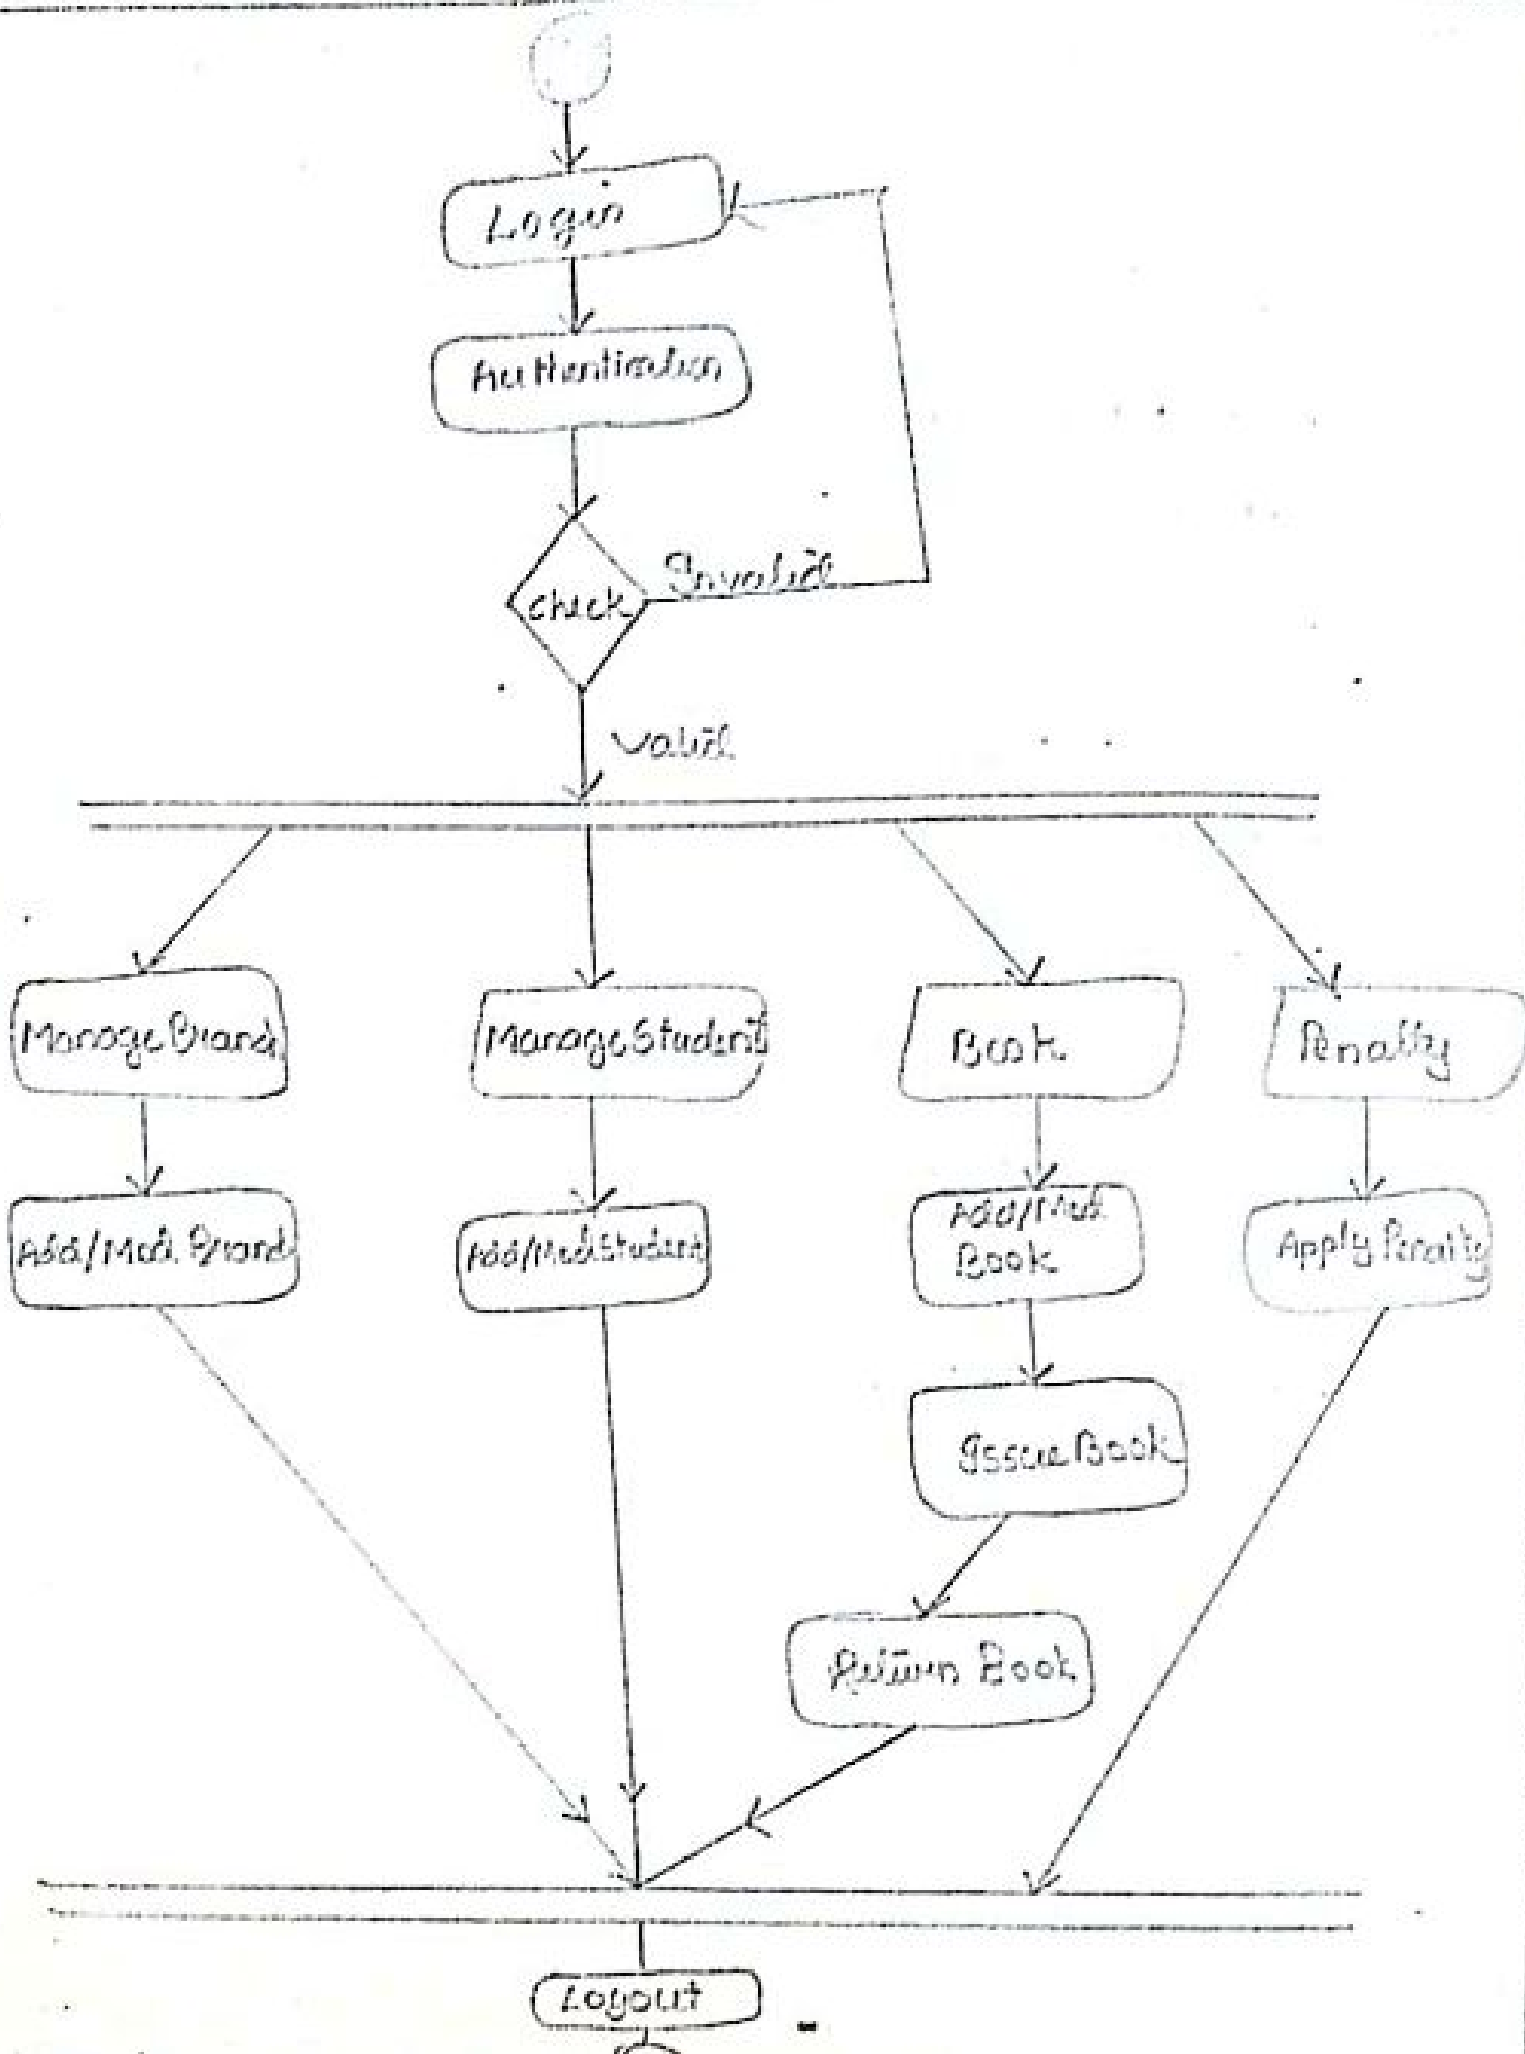 Login
Authentication
check
Invalid
Valid
Manage Brand
Manage Student
Book
Penalty
Add/Mod. Brand
Add/Mod Student
Add/Mod.
Book
Apply Penalty
Issue Book
Return Book
Logout